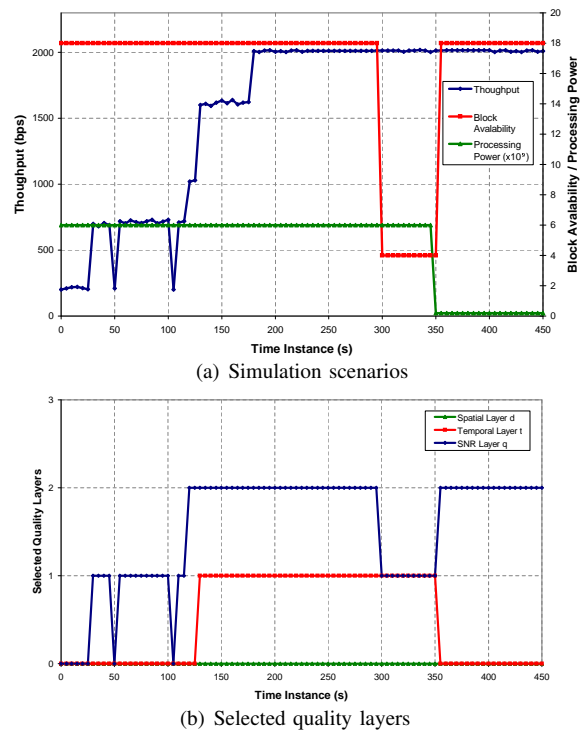 2000
1500
1000
500
0
Thoughput (bps)
20
18
16
14
12
10
8
6
4
2
0
Block Avalability / Processing Power
Thoughput
Block
Avalability
Processing
Power (x10⁹)
0 50 100 150 200 250 300 350 400 450
Time Instance (s)
(a) Simulation scenarios
3
2
1
0
Selected Quality Layers
Spatial Layer d
Temporal Layer t
SNR Layer q
0 50 100 150 200 250 300 350 400 450
Time Instance (s)
(b) Selected quality layers